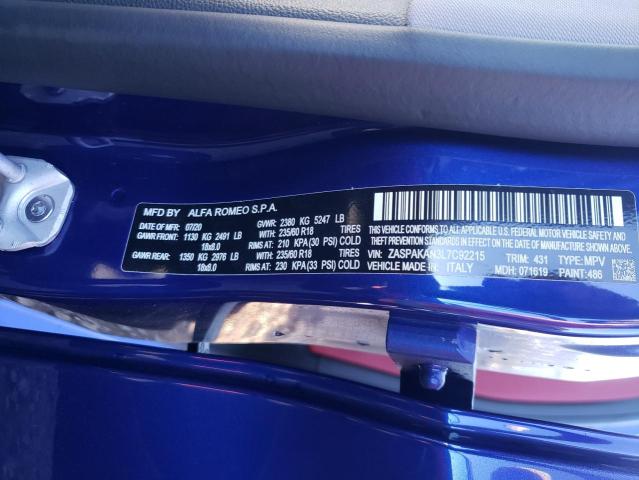 MFD BY ALFA ROMEO S.P.A.
DATE OF MFR: 07/20 GVWR: 2380 KG 5247 LB
GAWR FRONT: 1130 KG 2491 LB WITH: 235/60 R18 TIRES
18x8.0 RIMS AT: 210 KPA(30 PSI) COLD
GAWR REAR: 1350 KG 2976 LB WITH: 235/60 R18 TIRES
18x8.0 RIMS AT: 230 KPA(33 PSI) COLD
THIS VEHICLE CONFORMS TO ALL APPLICABLE U.S. FEDERAL MOTOR VEHICLE SAFETY,
BUMPER, AND THEFT PREVENTION STANDARDS IN EFFECT ON THE DATE OF MANUFACTURE SHOWN ABOVE.
VIN: ZASPAKAN3L7C92215 TRIM: 431 TYPE: MPV
VEHICLE MADE IN: ITALY MDH: 071619 PAINT: 486